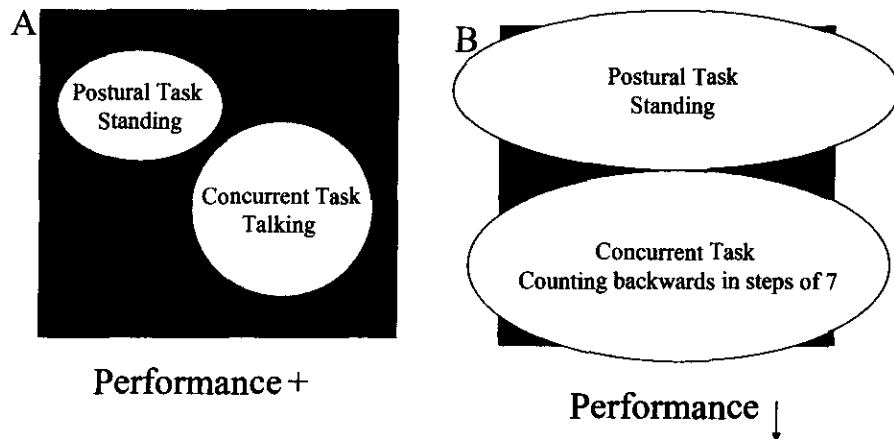 A
Postural Task
Standing
Concurrent Task
Talking
Performance +
B
Postural Task
Standing
Concurrent Task
Counting backwards in steps of 7
Performance ↓